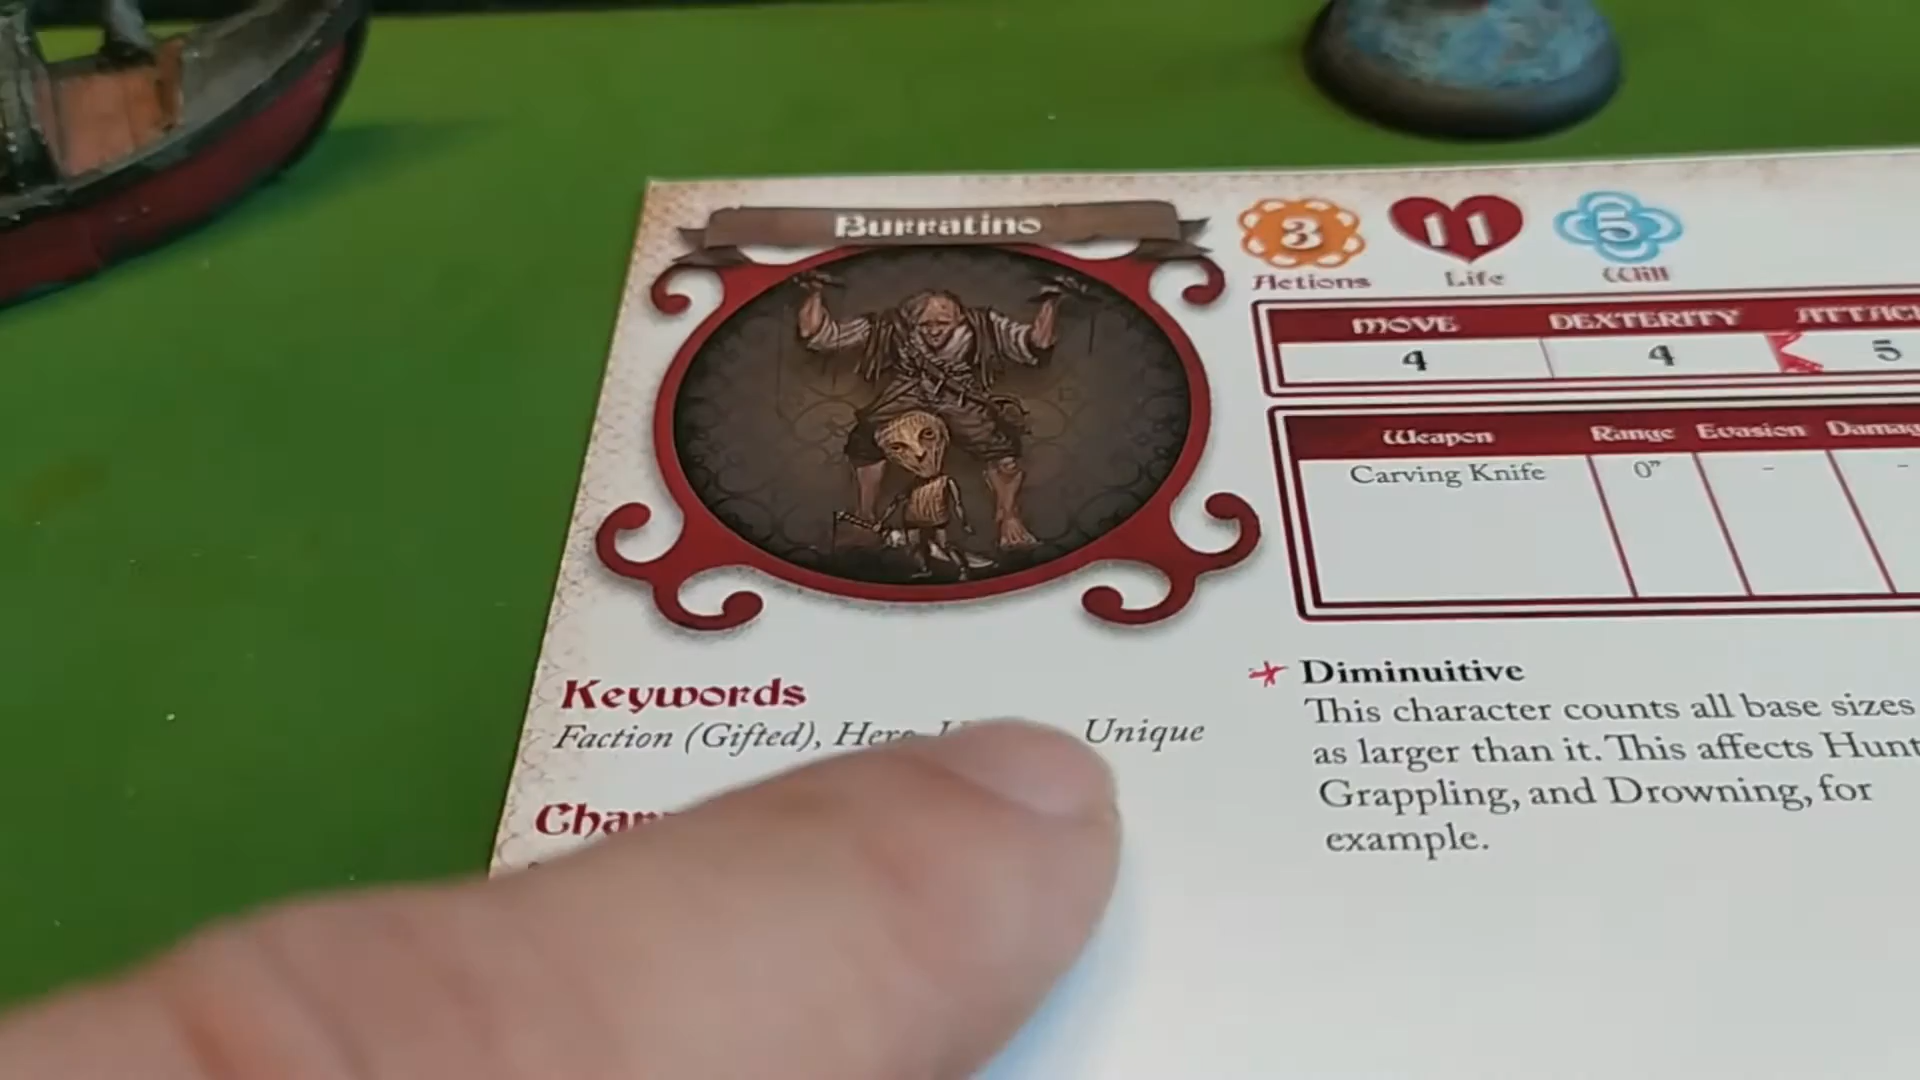 Burratino
3 11 5
Actions Life Will
MOVE DEXTERITY
4 4 5
Weapon Range Evasion
Carving Knife 0" - -
Keywords
Faction (Gifted), Unique
Diminuitive
This character counts all base sizes
as larger than it. This affects
Grappling, and Drowning, for
example.